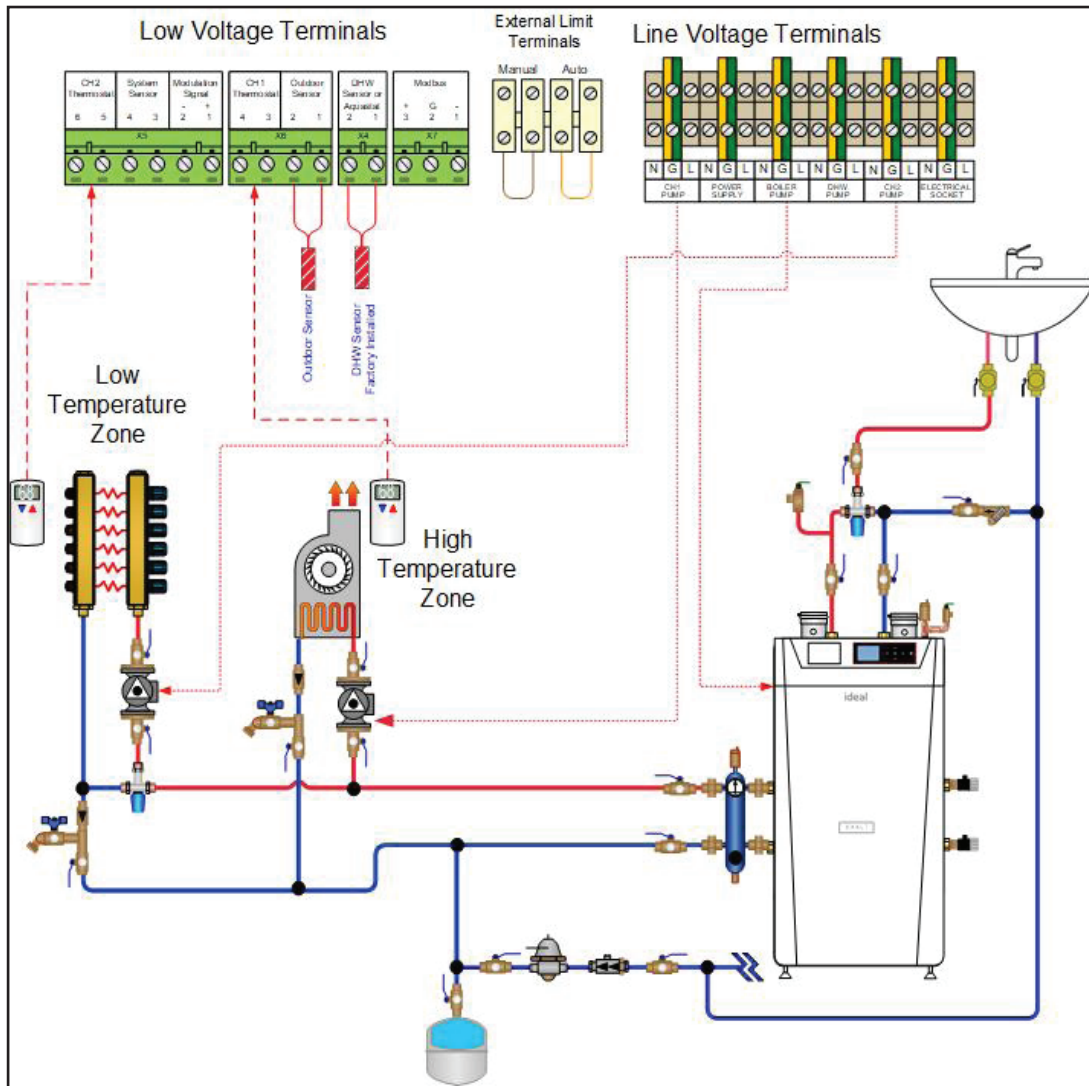 Low Voltage Terminals
External Limit
Terminals
Line Voltage Terminals
Manual Auto
CH2
Thermostat
6 5
System
Sensor
4 3
Modulation
Signal
- +
2 1
X5
CH1
Thermostat
4 3
Outdoor
Sensor
2 1
X6
DHW
Sensor or
Aquastat
2 1
X4
Modbus
+ G -
3 2 1
X7
N G L N G L N G L N G L N G L N G L
CH1
PUMP
POWER
SUPPLY
BOILER
PUMP
DHW
PUMP
CH2
PUMP
ELECTRICAL
SOCKET
Outdoor Sensor
DHW Sensor
Factory Installed
Low
Temperature
Zone
68
68
High
Temperature
Zone
ideal